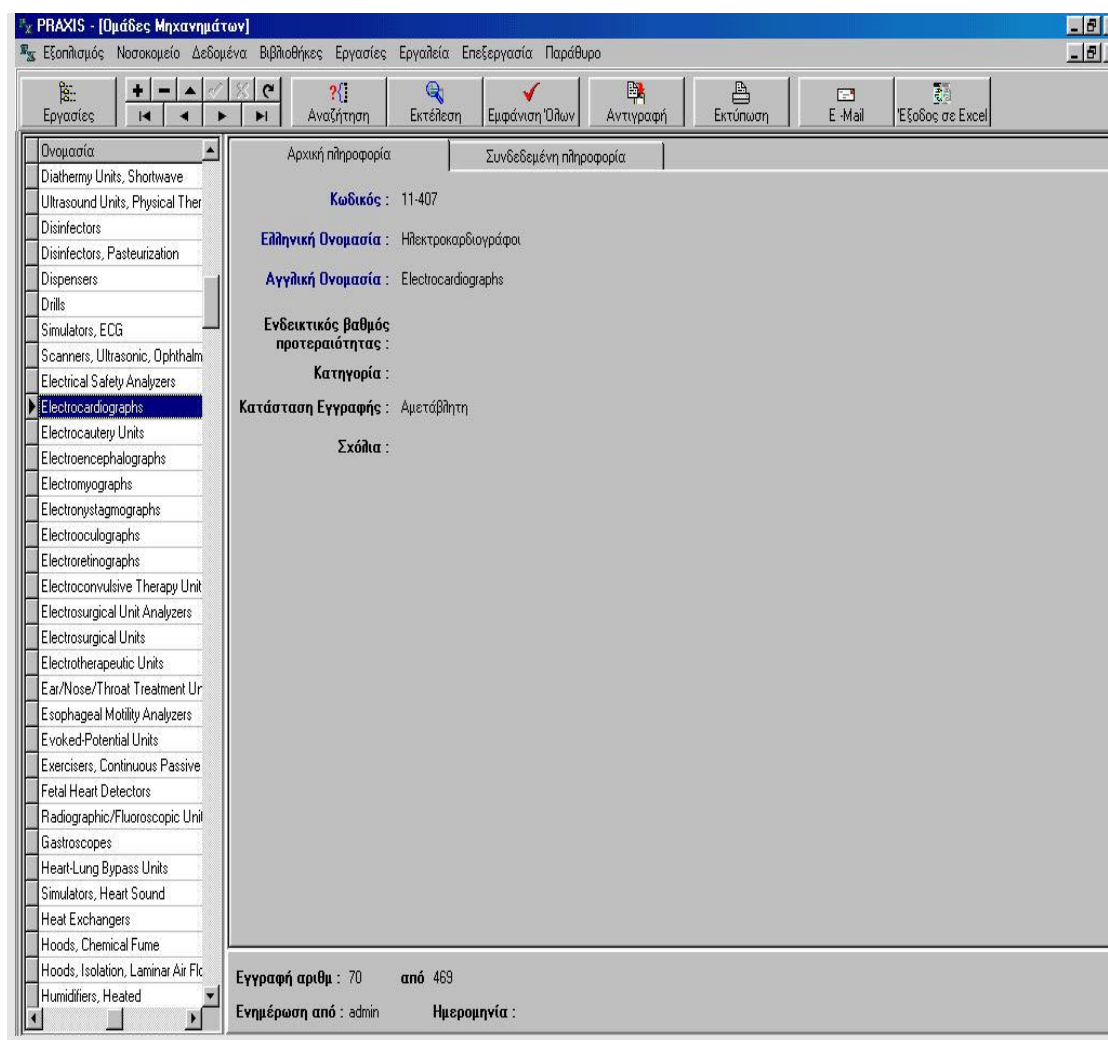 PRAXIS - [Ομάδες Μηχανημάτων]
Εξοπλισμός Νοσοκομείο Δεδομένα Βιβλιοθήκες Εργασίες Εργαλεία Επεξεργασία Παράθυρο
Εργασίες Αναζήτηση Εκτέλεση Εμφάνιση Όλων Αντιγραφή Εκτύπωση E -Mail Έξοδος σε Excel
Ονομασία
Diathermy Units, Shortwave
Ultrasound Units, Physical Ther
Disinfectors
Disinfectors, Pasteurization
Dispensers
Drills
Simulators, ECG
Scanners, Ultrasonic, Ophthalm
Electrical Safety Analyzers
Electrocardiographs
Electrocautery Units
Electroencephalographs
Electromyographs
Electronystagmographs
Electrooculographs
Electroretinographs
Electroconvulsive Therapy Unit
Electrosurgical Unit Analyzers
Electrosurgical Units
Electrotherapeutic Units
Ear/Nose/Throat Treatment Un
Esophageal Motility Analyzers
Evoked-Potential Units
Exercisers, Continuous Passive
Fetal Heart Detectors
Radiographic/Fluoroscopic Unit
Gastroscopes
Heart-Lung Bypass Units
Simulators, Heart Sound
Heat Exchangers
Hoods, Chemical Fume
Hoods, Isolation, Laminar Air Flo
Humidifiers, Heated
Αρχική πληροφορία Συνδεδεμένη πληροφορία
Κωδικός : 11-407
Ελληνική Ονομασία : Ηλεκτροκαρδιογράφοι
Αγγλική Ονομασία : Electrocardiographs
Ενδεικτικός βαθμός
προτεραιότητας :
Κατηγορία :
Κατάσταση Εγγραφής : Αμετάβλητη
Σχόλια :
Εγγραφή αριθμ : 70 από 469
Ενημέρωση από : admin Ημερομηνία :